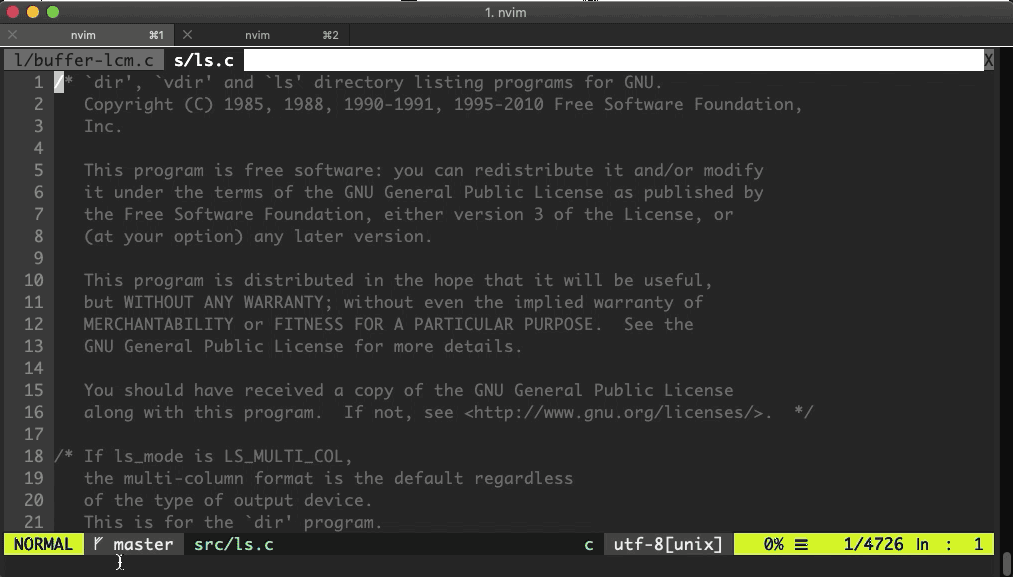 1. nvim
nvim ⌘1 nvim ⌘2
l/buffer-lcm.c s/ls.c X
1 /* `dir', `vdir' and `ls' directory listing programs for GNU.
2 Copyright (C) 1985, 1988, 1990-1991, 1995-2010 Free Software Foundation,
3 Inc.
4
5 This program is free software: you can redistribute it and/or modify
6 it under the terms of the GNU General Public License as published by
7 the Free Software Foundation, either version 3 of the License, or
8 (at your option) any later version.
9
10 This program is distributed in the hope that it will be useful,
11 but WITHOUT ANY WARRANTY; without even the implied warranty of
12 MERCHANTABILITY or FITNESS FOR A PARTICULAR PURPOSE.  See the
13 GNU General Public License for more details.
14
15 You should have received a copy of the GNU General Public License
16 along with this program.  If not, see <http://www.gnu.org/licenses/>.  */
17
18 /* If ls_mode is LS_MULTI_COL,
19 the multi-column format is the default regardless
20 of the type of output device.
21 This is for the `dir' program.
NORMAL master src/ls.c c utf-8[unix] 0% ☰ 1/4726 ln : 1